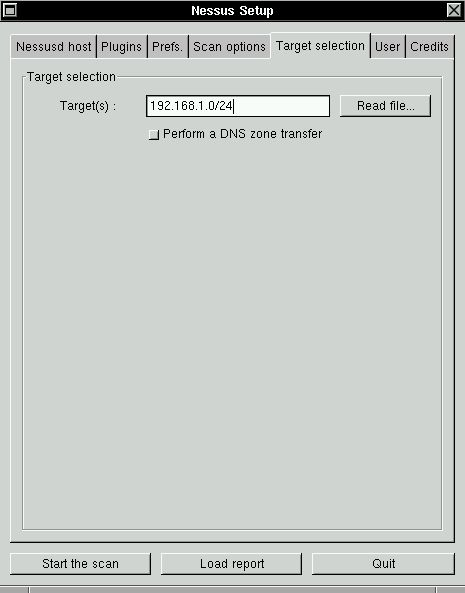 Nessus Setup
Nessusd host Plugins Prefs. Scan options Target selection User Credits
Target selection
Target(s) : 192.168.1.0/24 Read file...
Perform a DNS zone transfer
Start the scan Load report Quit